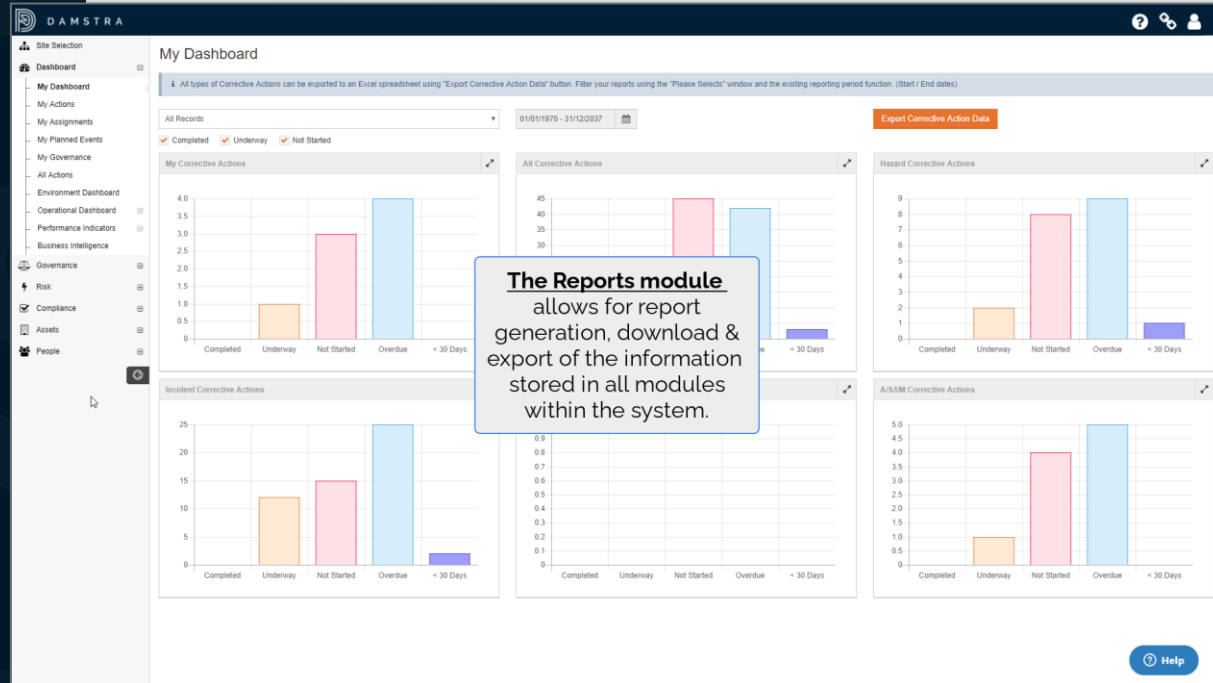 DAMSTRA
Site Selection
Dashboard
My Dashboard
My Actions
My Assignments
My Planned Events
My Governance
All Actions
Environment Dashboard
Operational Dashboard
Performance Indicators
Business Intelligence
Governance
Risk
Compliance
Assets
People
My Dashboard
All types of Corrective Actions can be exported to an Excel spreadsheet using "Export Corrective Action Data" button. Filter your reports using the "Please Selects" window and the existing reporting period function. (Start / End dates)
All Records
01/01/1970 - 31/12/2037
Export Corrective Action Data
Completed Underway Not Started
My Corrective Actions
4.0
3.5
3.0
2.5
2.0
1.5
1.0
0.5
0
Completed Underway Not Started Overdue < 30 Days
All Corrective Actions
45
40
35
30
< 30 Days
Hazard Corrective Actions
9
8
7
6
5
4
3
2
1
0
Completed Underway Not Started Overdue < 30 Days
The Reports module
allows for report
generation, download &
export of the information
stored in all modules
within the system.
Incident Corrective Actions
25
20
15
10
5
0
Completed Underway Not Started Overdue < 30 Days
0.9
0.8
0.7
0.6
0.5
0.4
0.3
0.2
0.1
0
Completed Underway Not Started Overdue < 30 Days
A/S/I/M Corrective Actions
5.0
4.5
4.0
3.5
3.0
2.5
2.0
1.5
1.0
0.5
0
Completed Underway Not Started Overdue < 30 Days
Help